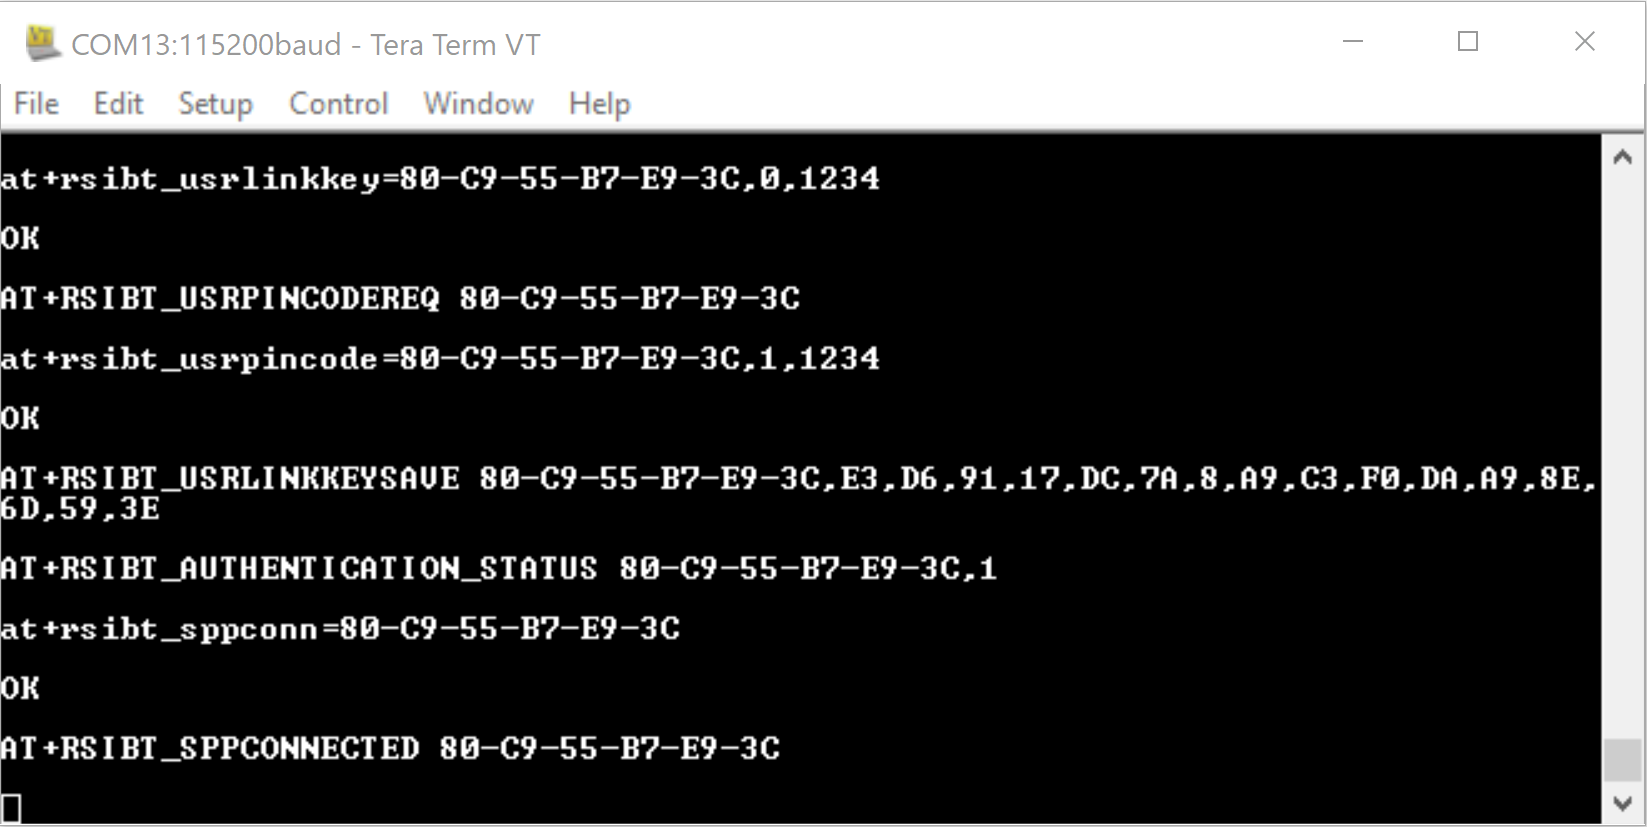 COM13:115200baud - Tera Term VT
File Edit Setup Control Window Help
at+rsibt_usrlinkkey=80-C9-55-B7-E9-3C,0,1234
OK
AT+RSIBT_USRPINCODEREQ 80-C9-55-B7-E9-3C
at+rsibt_usrpincode=80-C9-55-B7-E9-3C,1,1234
OK
AT+RSIBT_USRLINKKEYSAVE 80-C9-55-B7-E9-3C,E3,D6,91,17,DC,7A,8,A9,C3,F0,DA,A9,8E,
6D,59,3E
AT+RSIBT_AUTHENTICATION_STATUS 80-C9-55-B7-E9-3C,1
at+rsibt_sppconn=80-C9-55-B7-E9-3C
OK
AT+RSIBT_SPPCONNECTED 80-C9-55-B7-E9-3C